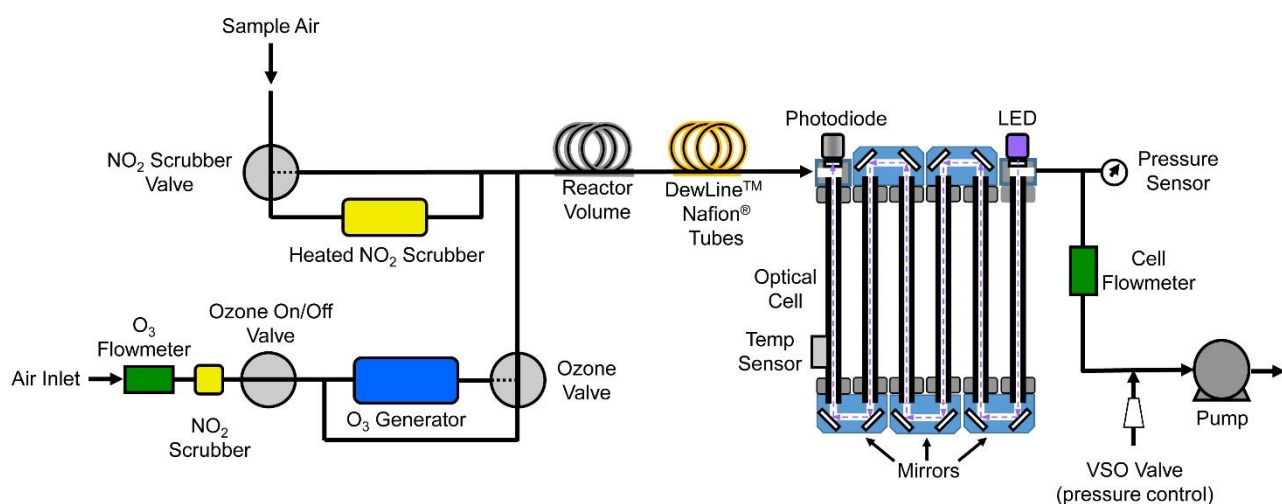 Sample Air
NO₂ Scrubber
Valve
Heated NO₂ Scrubber
Reactor
Volume
DewLine™
Nafion®
Tubes
Photodiode
LED
Pressure
Sensor
Optical
Cell
Temp
Sensor
Cell
Flowmeter
Ozone On/Off
Valve
O₃
Flowmeter
Air Inlet
NO₂
Scrubber
O₃ Generator
Ozone
Valve
Mirrors
Pump
VSO Valve
(pressure control)